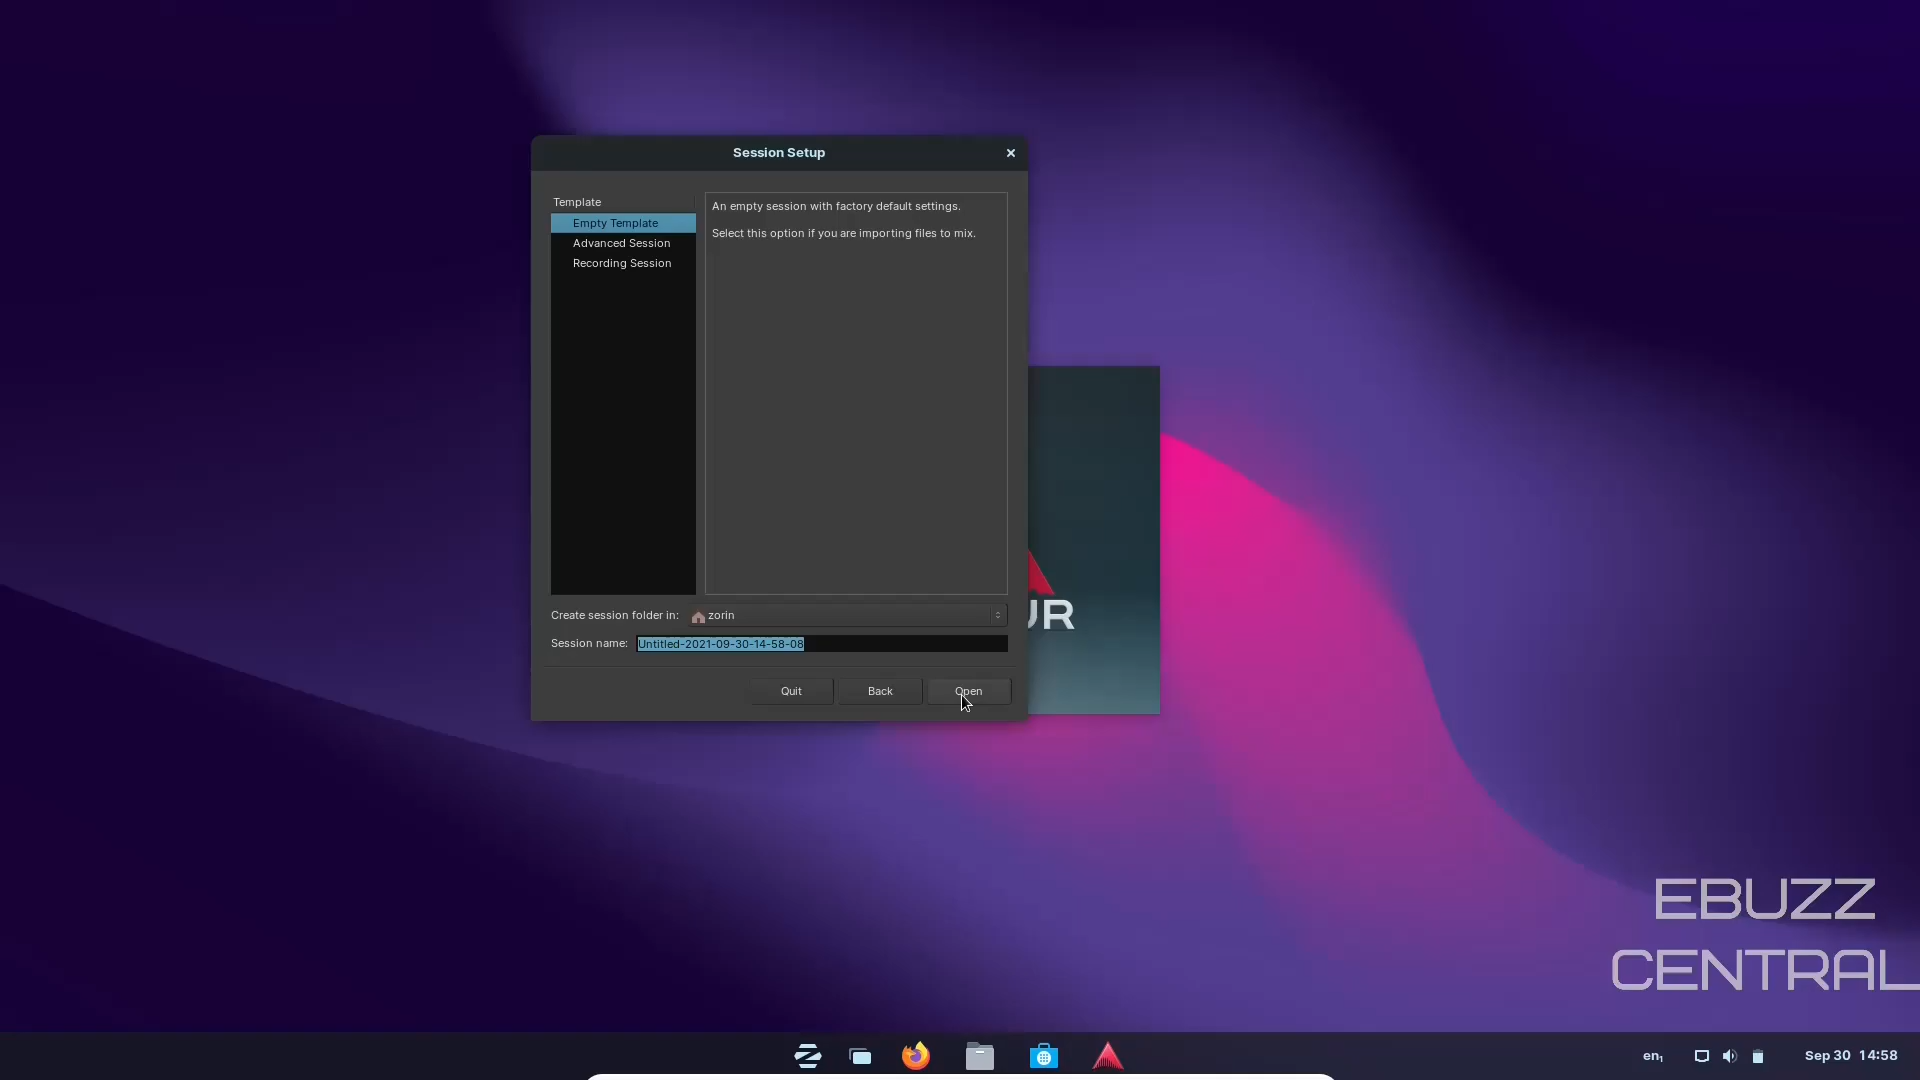 Session Setup
Template
Empty Template
Advanced Session
Recording Session
An empty session with factory default settings.
Select this option if you are importing files to mix.
Create session folder in: zorin
Session name: Untitled-2021-09-30-14-58-08
Quit Back Open
UR
EBUZZ
CENTRAL
en₁ Sep 30 14:58